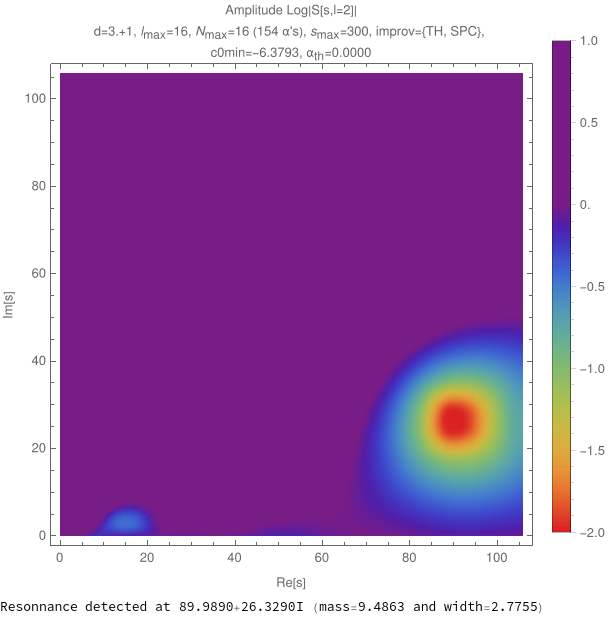 Amplitude Log|S[s,l=2]|
d=3.+1, lmax=16, Nmax=16 (154 α's), smax=300, improv={TH, SPC},
c0min=−6.3793, αth=0.0000
1.0
0.5
0.
−0.5
−1.0
−1.5
−2.0
100
80
60
40
20
0
Im[s]
0 20 40 60 80 100
Re[s]
Resonnance detected at 89.9890+26.3290I (mass=9.4863 and width=2.7755)